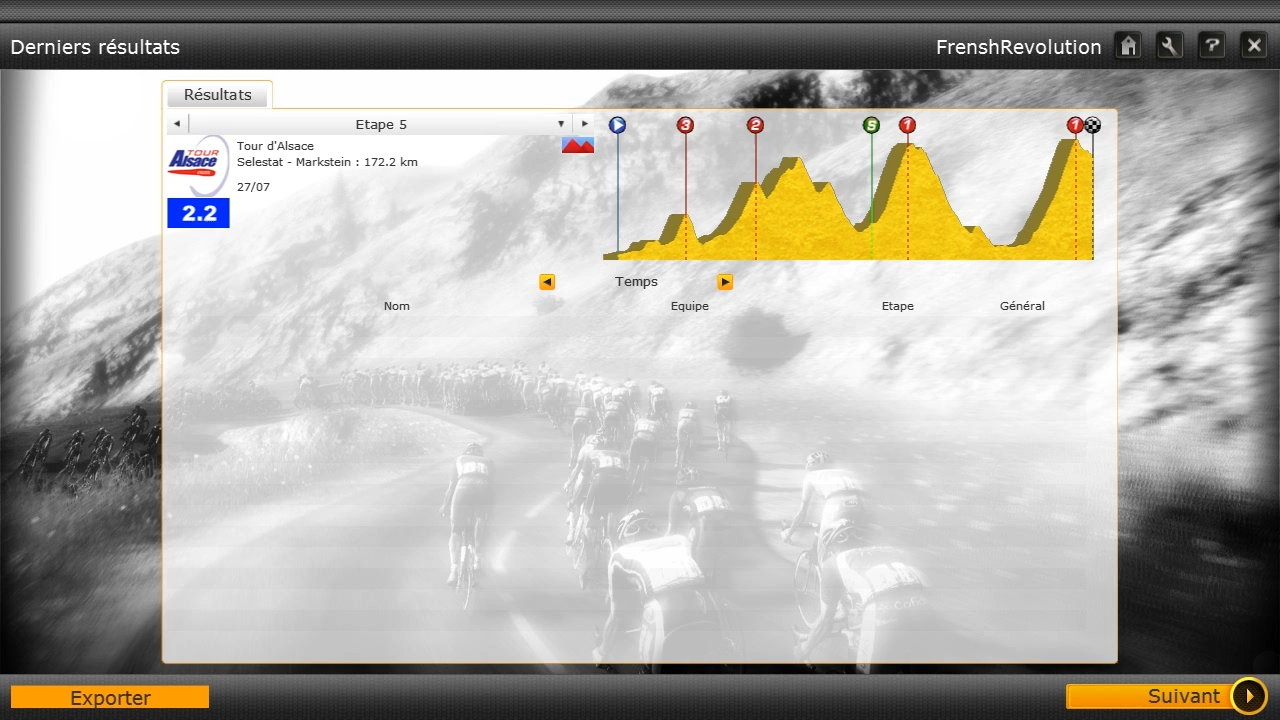 Derniers résultats
FrenshRevolution
?
Résultats
Etape 5
TOUR
Alsace
Tour d'Alsace
Selestat - Markstein : 172.2 km
27/07
2.2
3
2
S
1
1
Temps
Nom Equipe Etape Général
Exporter
Suivant